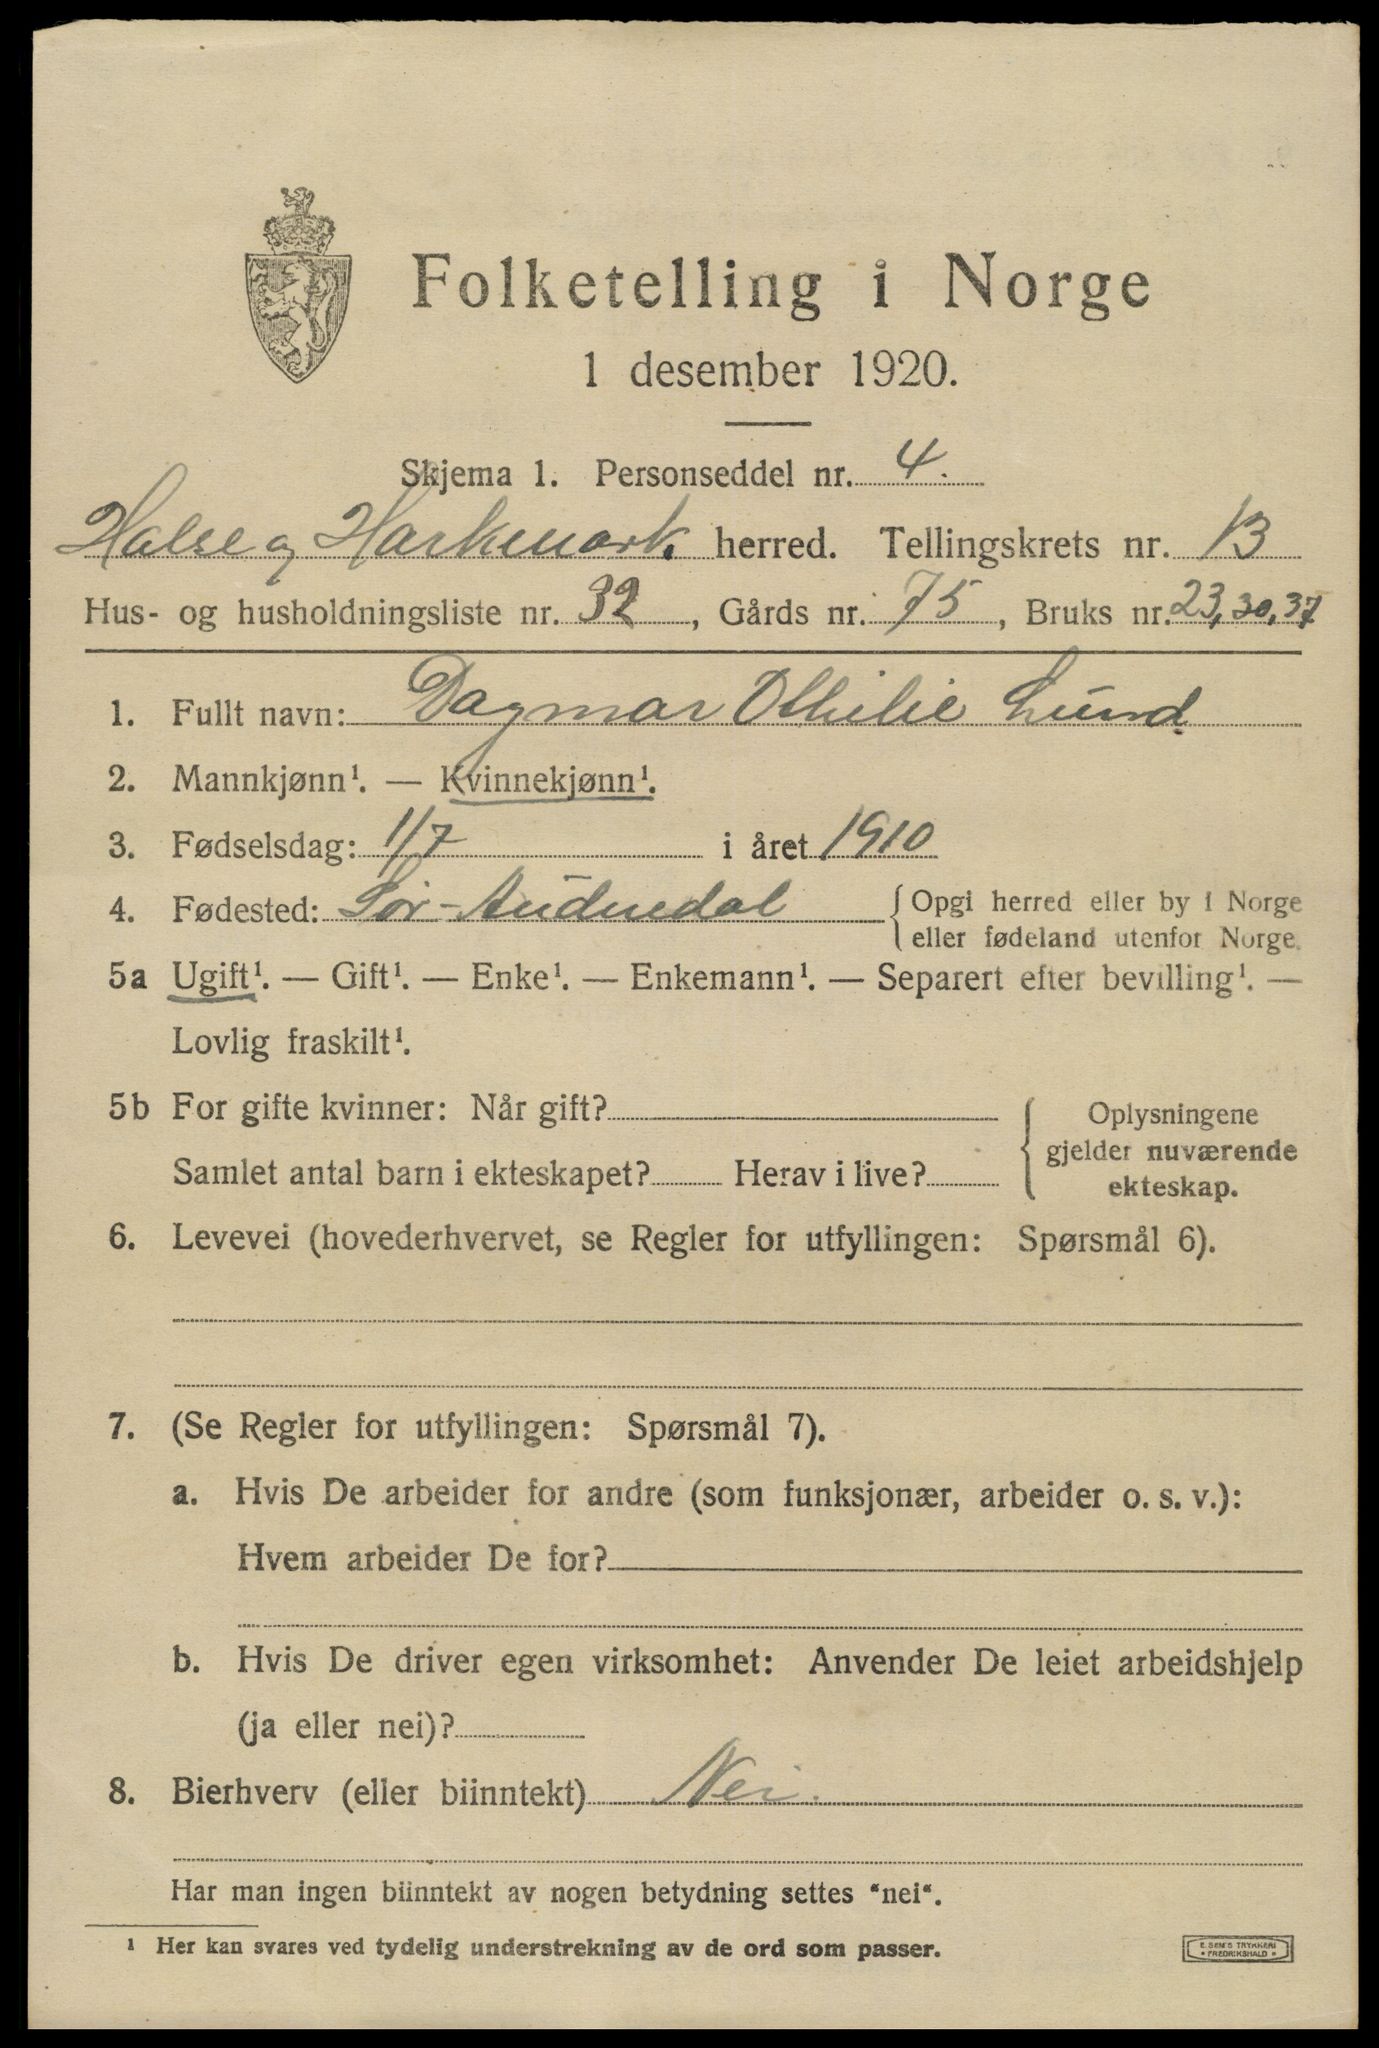 Folketelling i Norge
1 desember 1920.
Skjema 1. Personseddel nr. 4.
Halse og Harkmark herred. Tellingskrets nr. 13
Hus- og husholdningsliste nr. 32, Gårds nr. 75, Bruks nr. 23, 30, 37
1. Fullt navn: Dagmar Othilie Lund
2. Mannkjønn¹. — Kvinnekjønn¹.
3. Fødselsdag: 1/7 i året 1910
4. Fødested: Sør-Audnedal { Opgi herred eller by i Norge
eller fødeland utenfor Norge.
5a Ugift¹. — Gift¹. — Enke¹. — Enkemann¹. — Separert efter bevilling¹. —
Lovlig fraskilt¹.
5b For gifte kvinner: Når gift? { Oplysningene
gjelder nuværende
Samlet antal barn i ekteskapet? Herav i live? ekteskap.
6. Levevei (hovederhvervet, se Regler for utfyllingen: Spørsmål 6).
7. (Se Regler for utfyllingen: Spørsmål 7).
a. Hvis De arbeider for andre (som funksjonær, arbeider o. s. v.):
Hvem arbeider De for?
b. Hvis De driver egen virksomhet: Anvender De leiet arbeidshjelp
(ja eller nei)?
8. Bierhverv (eller biinntekt) Nei.
Har man ingen biinntekt av nogen betydning settes "nei".
¹ Her kan svares ved tydelig understrekning av de ord som passer.
E. SEM'S TRYKKERI
FREDRIKSHALD